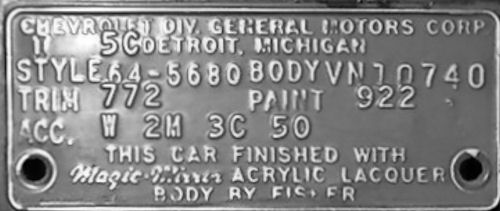 CHEVROLET DIV. GENERAL MOTORS CORP
5C DETROIT, MICHIGAN
STYLE 64-5680 BODY VN 10740
TRIM 772 PAINT 922
ACC. W 2M 3C 50
THIS CAR FINISHED WITH
Magic-Mirror ACRYLIC LACQUER
BODY BY FISHER